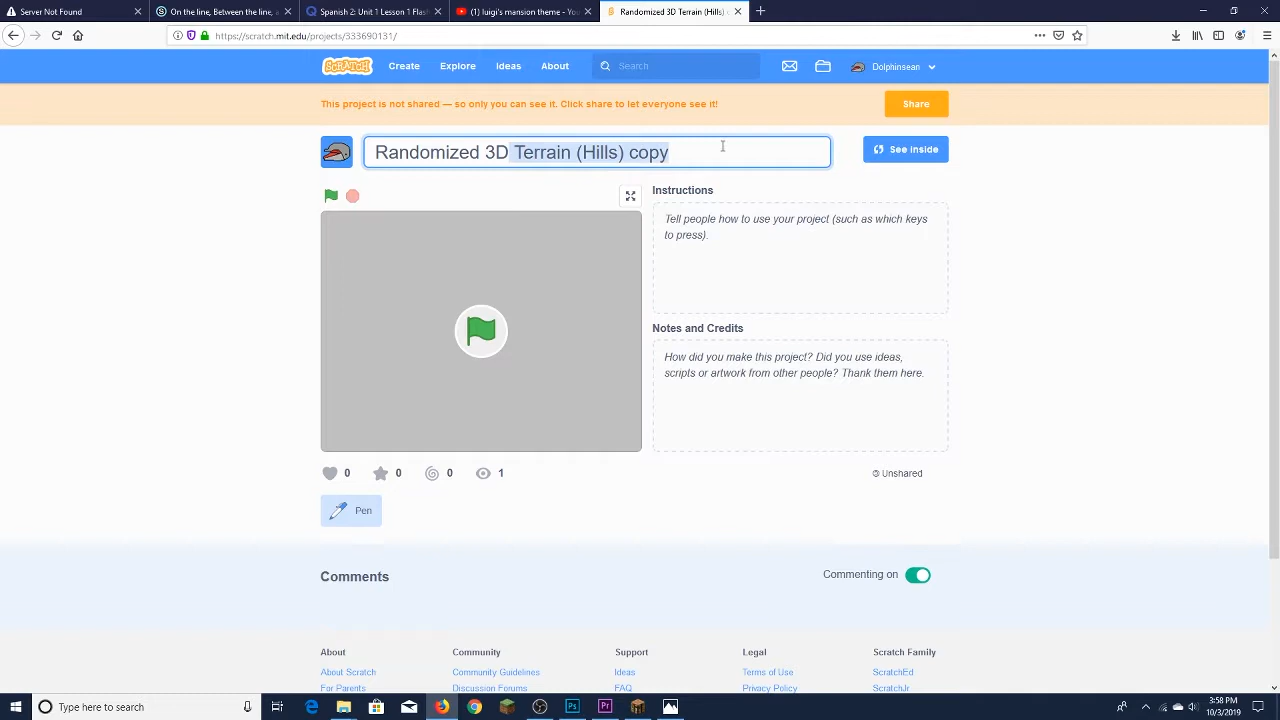 Server Not Found
On the line, Between the line, a
Spanish 2: Unit 1 Lesson 1 Flash
(1) luigi's mansion theme - You
Randomized 3D Terrain (Hills) c
https://scratch.mit.edu/projects/333690131/
SCRATCH
Create
Explore
Ideas
About
Search
Dolphinsean
This project is not shared — so only you can see it. Click share to let everyone see it!
Share
Randomized 3D Terrain (Hills) copy
See inside
Instructions
Tell people how to use your project (such as which keys
to press).
Notes and Credits
How did you make this project? Did you use ideas,
scripts or artwork from other people? Thank them here.
0
0
0
1
Unshared
Pen
Comments
Commenting on
About
Community
Support
Legal
Scratch Family
About Scratch
Community Guidelines
Ideas
Terms of Use
ScratchEd
For Parents
Discussion Forums
FAQ
Privacy Policy
ScratchJr
Type here to search
3:58 PM
10/3/2019